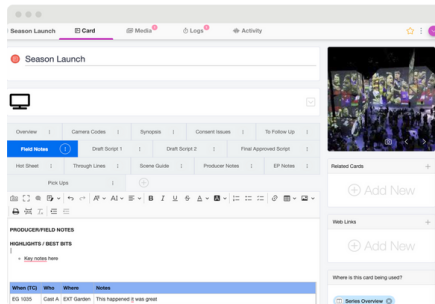 Season Launch
Card
Media
Logs
Activity
Season Launch
Overview
Camera Codes
Synopsis
Consent Issues
To Follow Up
Field Notes
Draft Script 1
Draft Script 2
Final Approved Script
Hot Sheet
Through Lines
Scene Guide
Producer Notes
EP Notes
Pick Ups
PRODUCER/FIELD NOTES
HIGHLIGHTS / BEST BITS
Key notes here
When (TC) Who Where Notes
EG 1035 Cast A EXT Garden This happened it was great
Related Cards
Add New
Web Links
Add New
Where is this card being used?
Series Overview